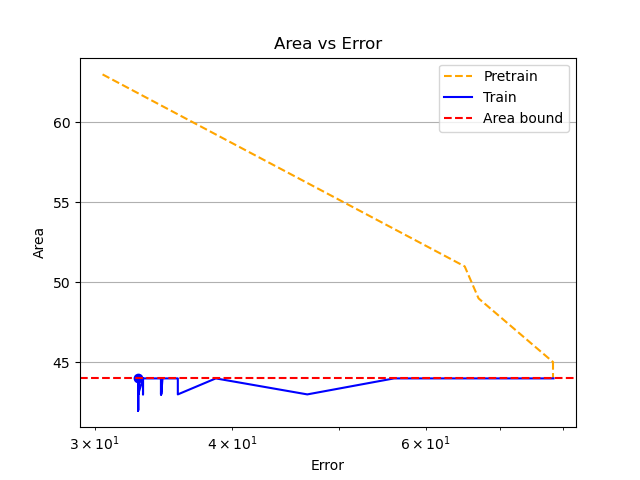 Area vs Error
Pretrain
Train
Area bound
60
55
50
45
Area
3 × 10¹
4 × 10¹
6 × 10¹
Error